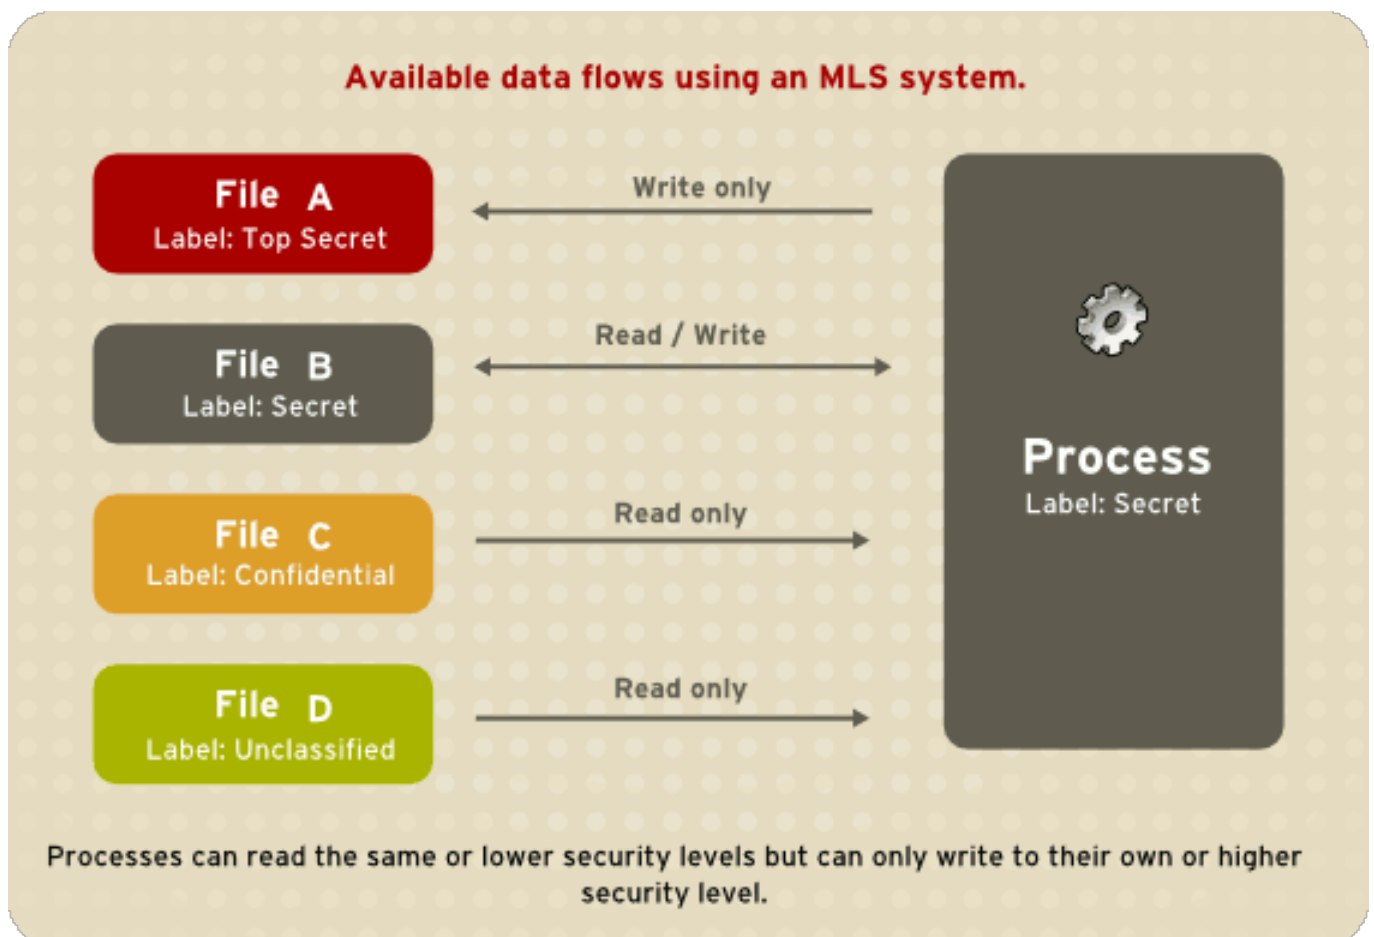 Available data flows using an MLS system.
File A
Label: Top Secret
Write only
File B
Label: Secret
Read / Write
File C
Label: Confidential
Read only
File D
Label: Unclassified
Read only
Process
Label: Secret
Processes can read the same or lower security levels but can only write to their own or higher
security level.